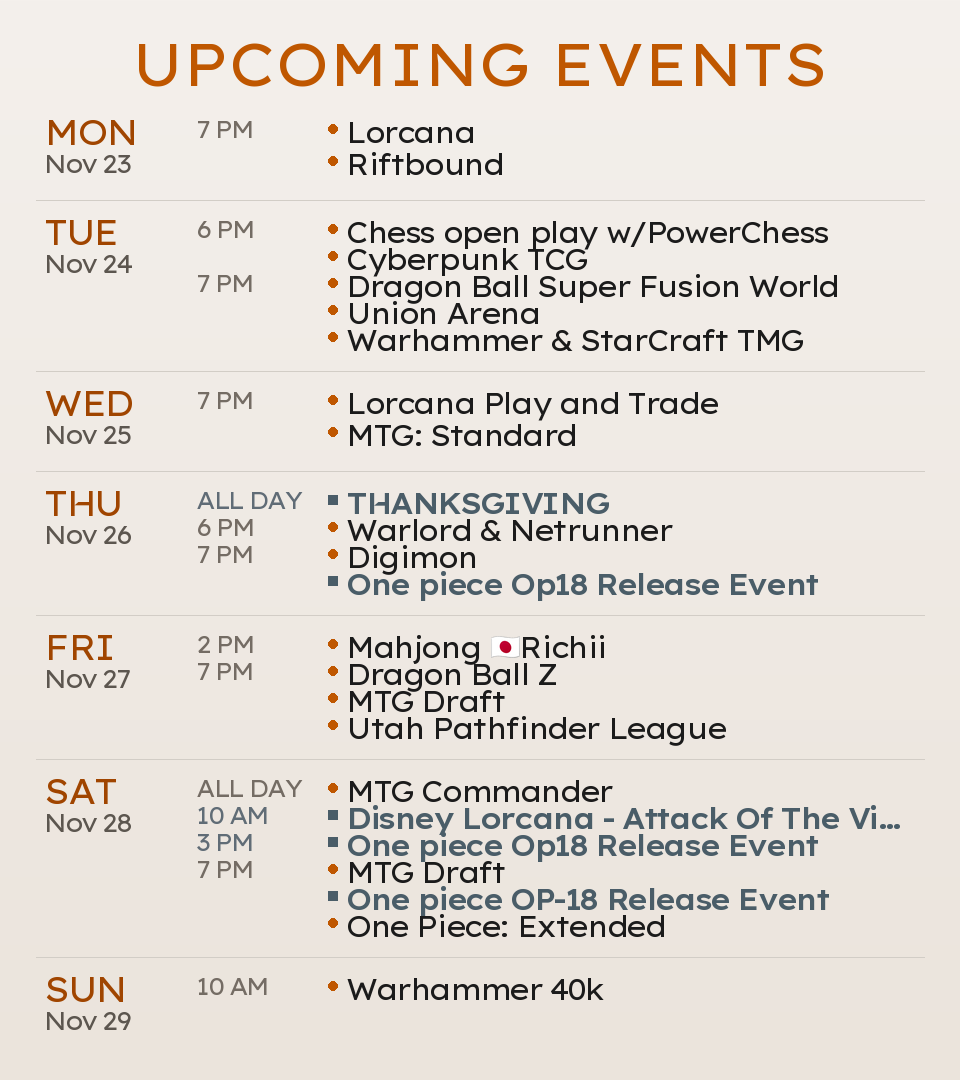 UPCOMING EVENTS
MON
Nov 23
7 PM
Lorcana
Riftbound
TUE
Nov 24
6 PM
Chess open play w/PowerChess
Cyberpunk TCG
7 PM
Dragon Ball Super Fusion World
Union Arena
Warhammer & StarCraft TMG
WED
Nov 25
7 PM
Lorcana Play and Trade
MTG: Standard
THU
Nov 26
ALL DAY
THANKSGIVING
6 PM
Warlord & Netrunner
7 PM
Digimon
One piece Op18 Release Event
FRI
Nov 27
2 PM
Mahjong 🇯🇵Richii
7 PM
Dragon Ball Z
MTG Draft
Utah Pathfinder League
SAT
Nov 28
ALL DAY
MTG Commander
10 AM
Disney Lorcana - Attack Of The Vi...
3 PM
One piece Op18 Release Event
7 PM
MTG Draft
One piece OP-18 Release Event
One Piece: Extended
SUN
Nov 29
10 AM
Warhammer 40k